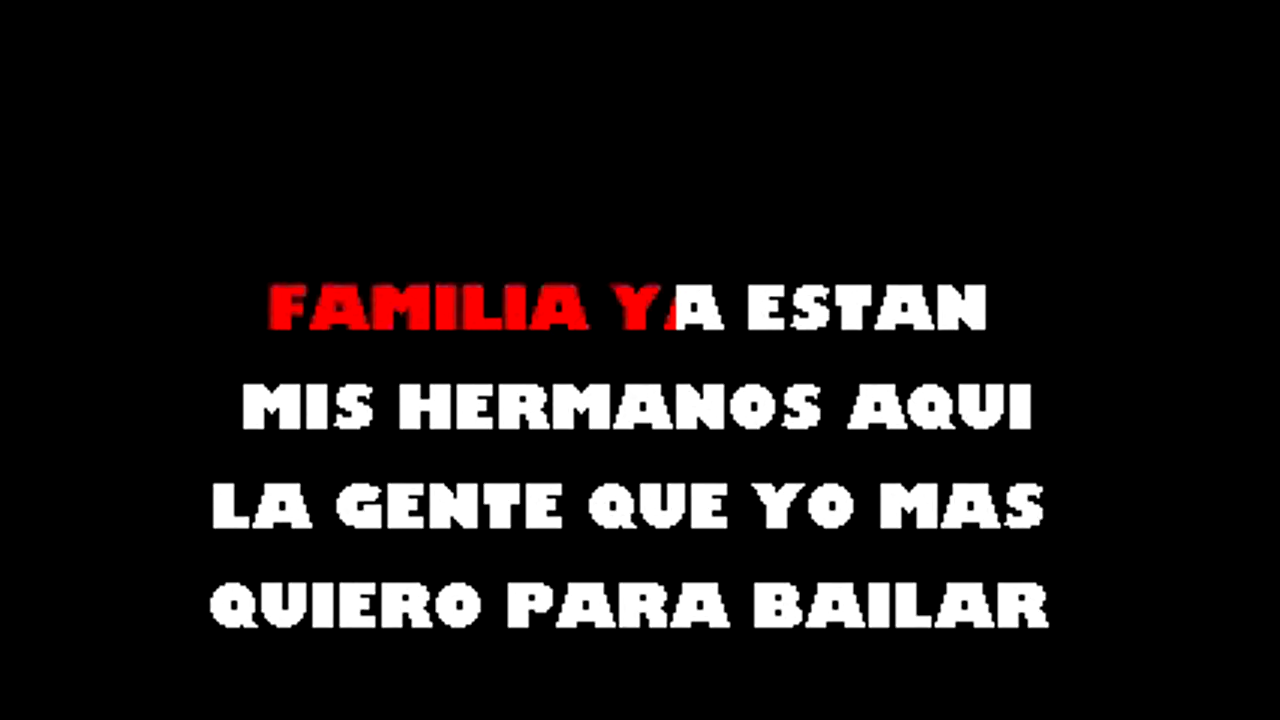 FAMILIA YA ESTAN
MIS HERMANOS AQUI
LA GENTE QUE YO MAS
QUIERO PARA BAILAR